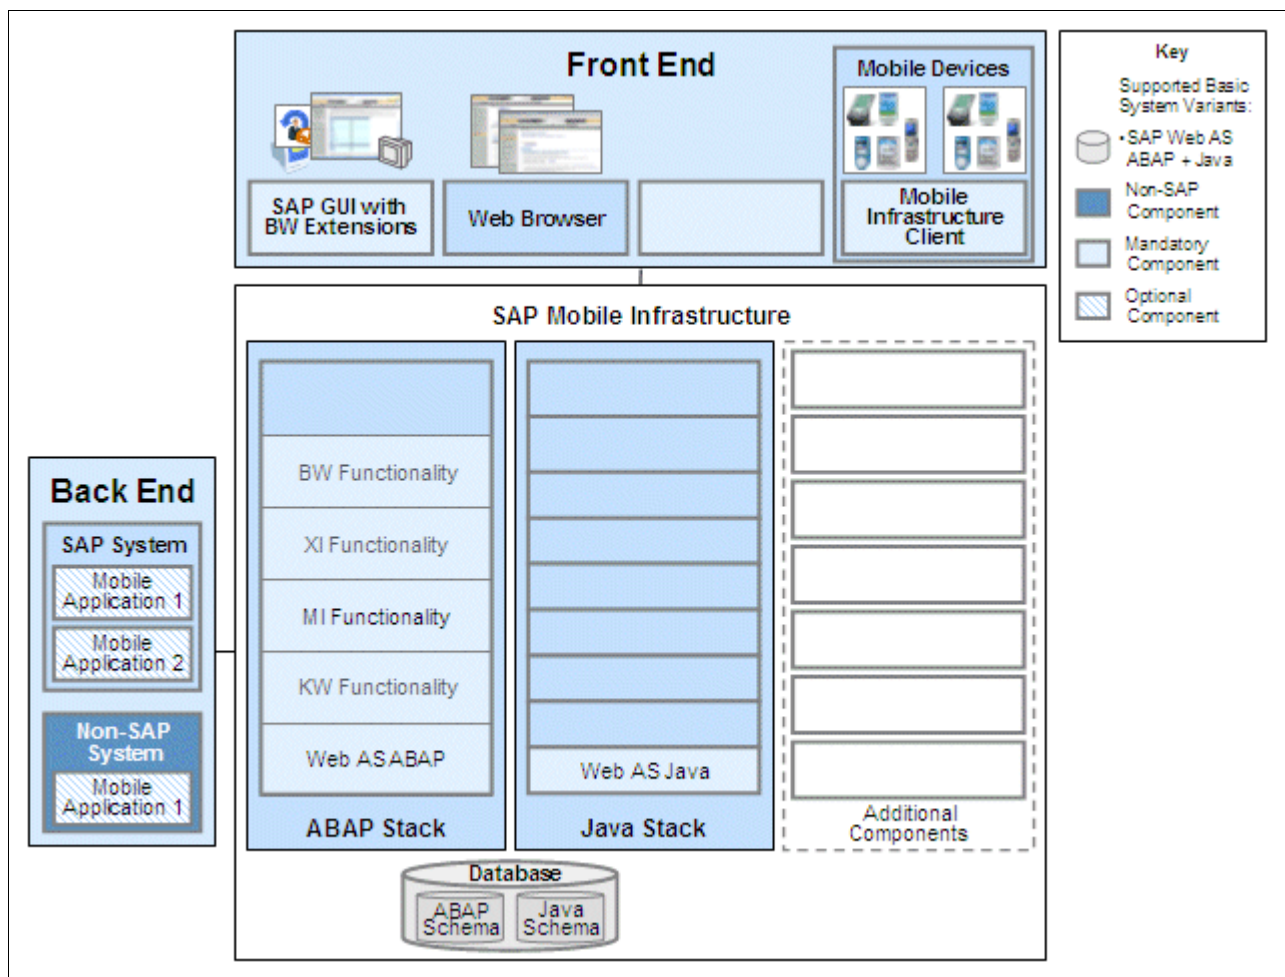 Front End
Mobile Devices
SAP GUI with
BW Extensions
Web Browser
Mobile
Infrastructure
Client
Key
Supported Basic
System Variants:
• SAP Web AS
ABAP + Java
Non-SAP
Component
Mandatory
Component
Optional
Component
SAP Mobile Infrastructure
BW Functionality
XI Functionality
MI Functionality
KW Functionality
Web AS ABAP
ABAP Stack
Web AS Java
Java Stack
Additional
Components
Back End
SAP System
Mobile
Application 1
Mobile
Application 2
Non-SAP
System
Mobile
Application 1
Database
ABAP
Schema
Java
Schema